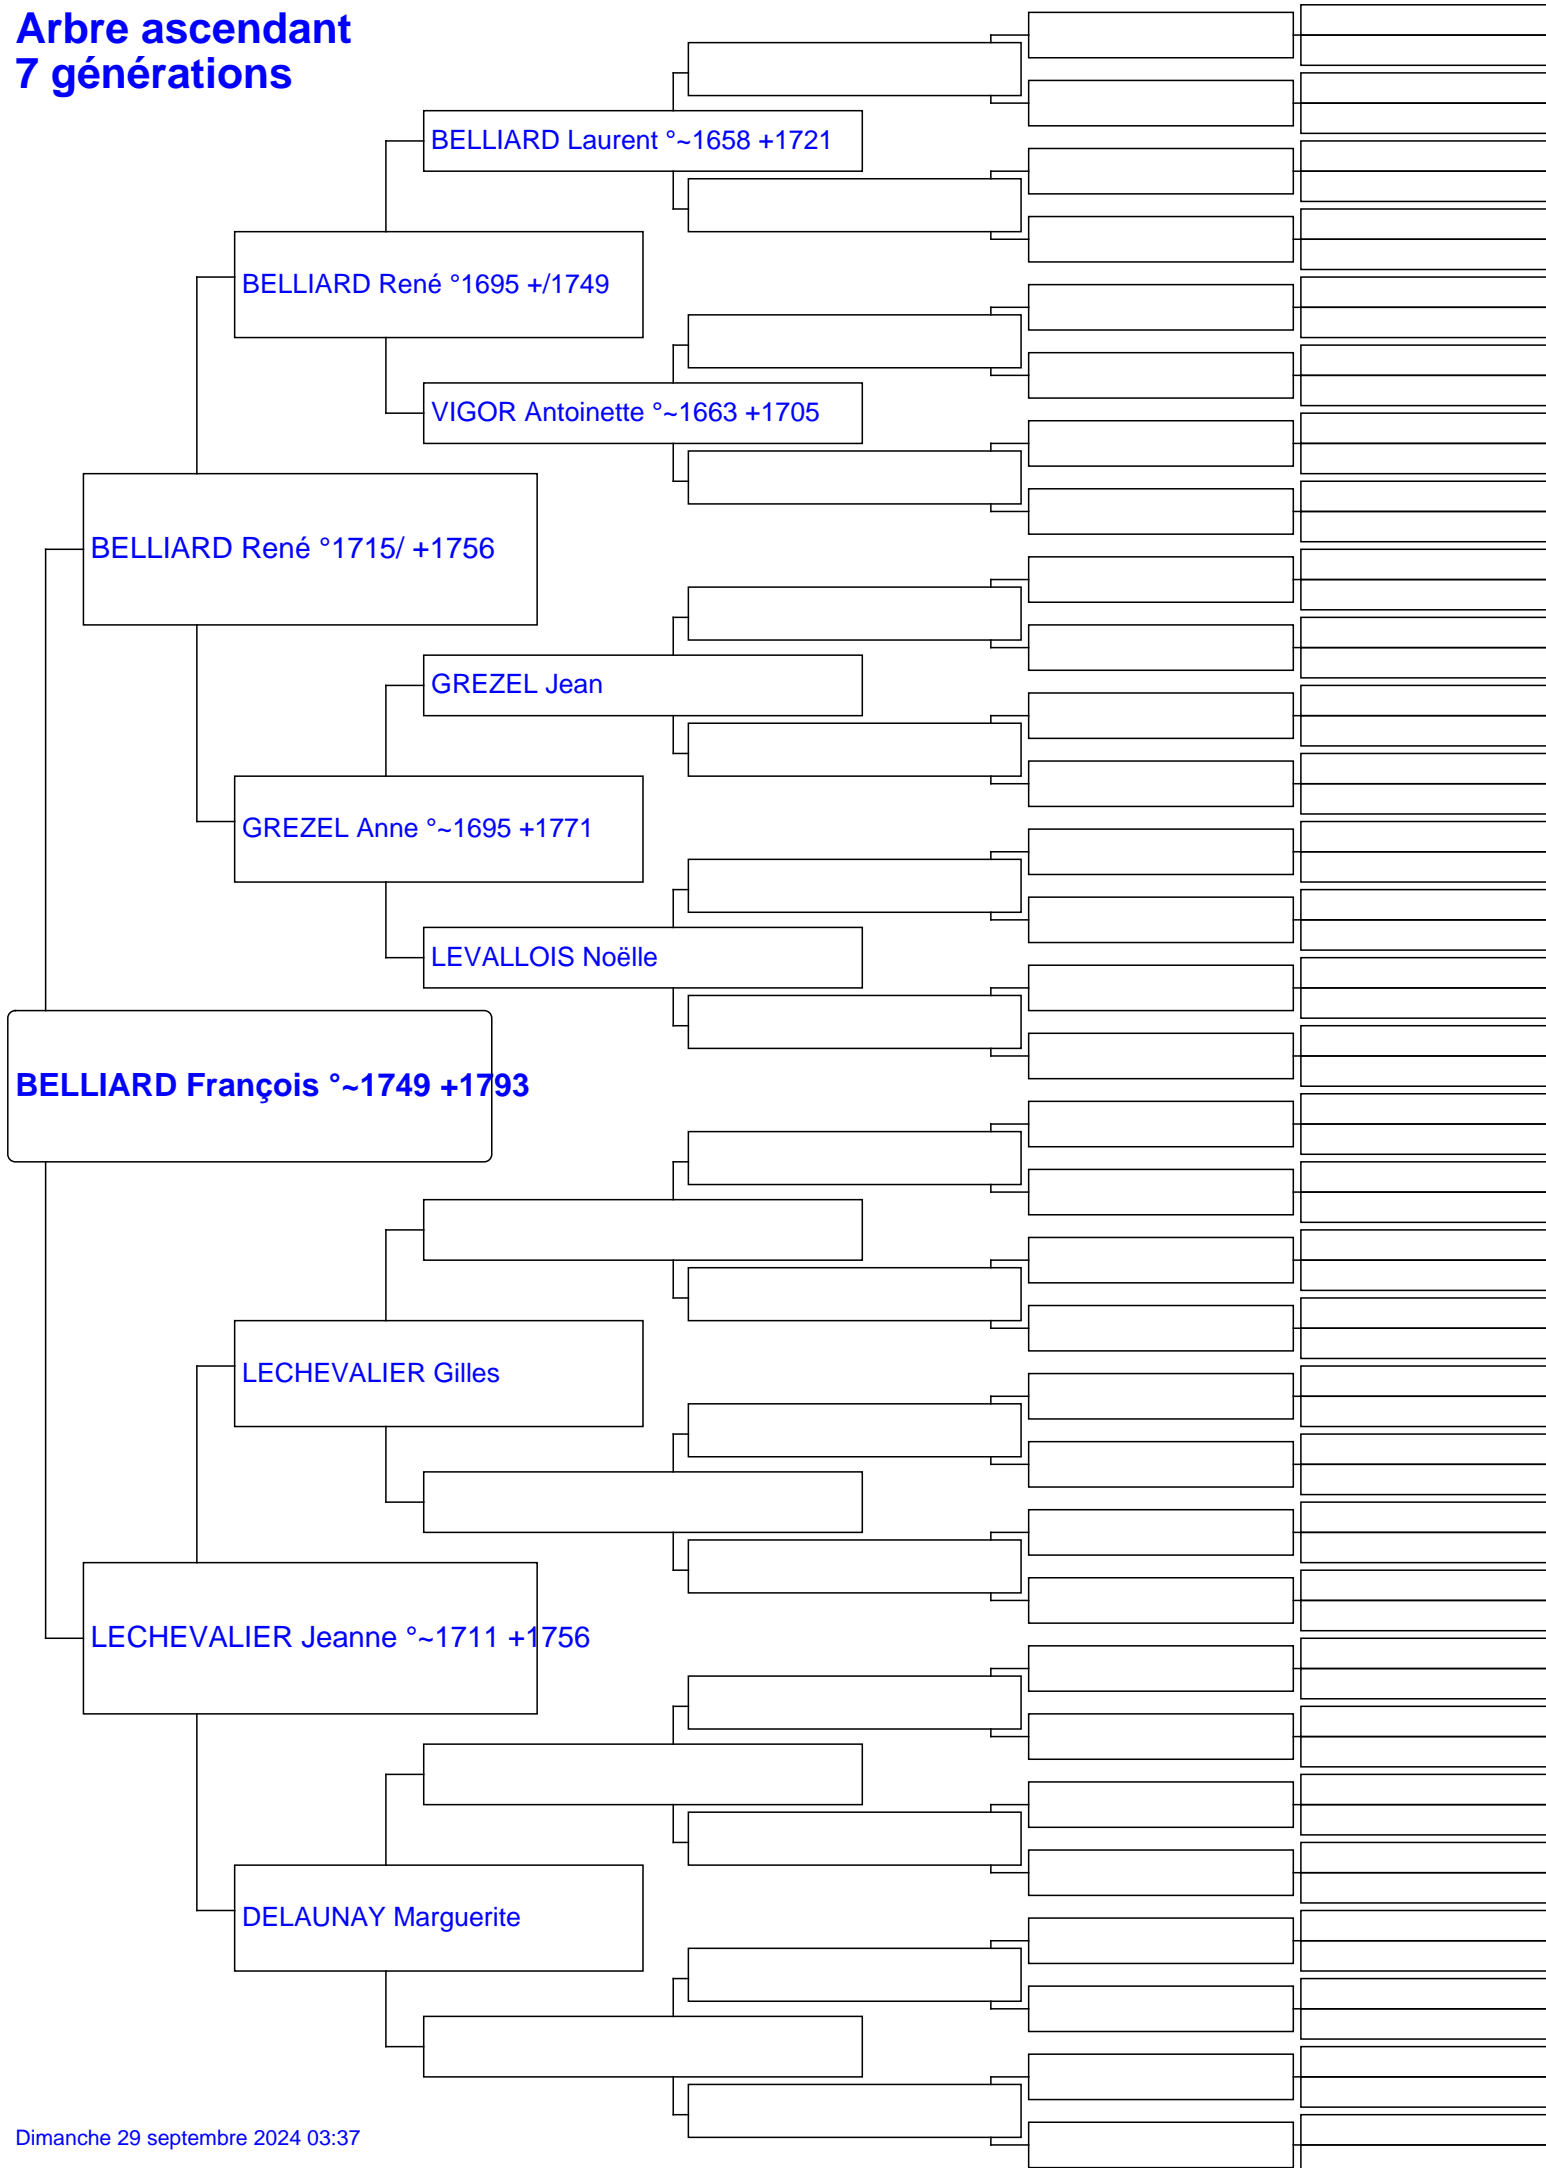 Arbre ascendant
7 générations
BELLIARD Laurent °~1658 +1721
BELLIARD René °1695 +/1749
VIGOR Antoinette °~1663 +1705
BELLIARD René °1715/ +1756
GREZEL Jean
GREZEL Anne °~1695 +1771
LEVALLOIS Noëlle
BELLIARD François °~1749 +1793
LECHEVALIER Gilles
LECHEVALIER Jeanne °~1711 +1756
DELAUNAY Marguerite
Dimanche 29 septembre 2024 03:37